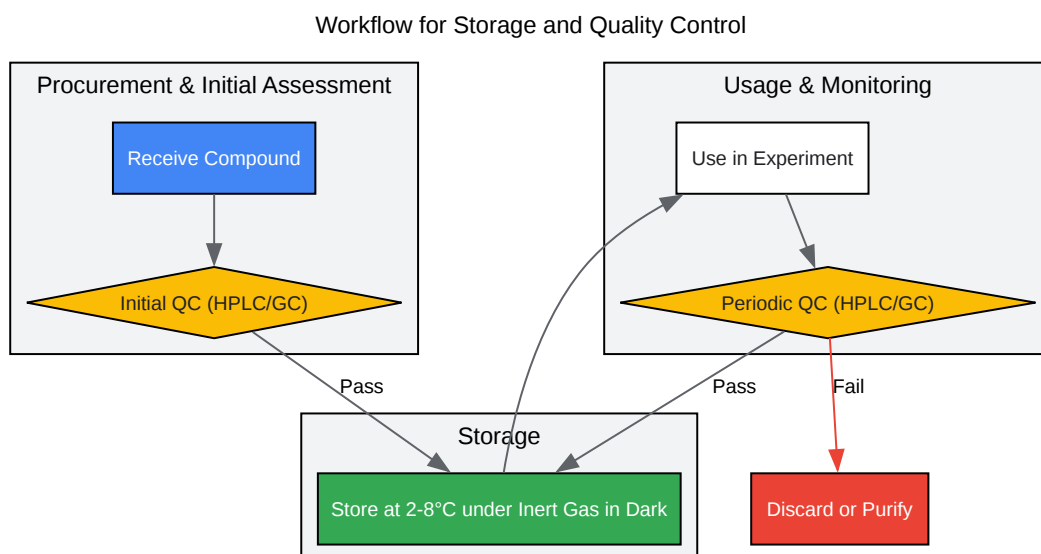 Workflow for Storage and Quality Control
Procurement & Initial Assessment
Receive Compound
Initial QC (HPLC/GC)
Pass
Usage & Monitoring
Use in Experiment
Periodic QC (HPLC/GC)
Pass
Fail
Storage
Store at 2-8°C under Inert Gas in Dark
Discard or Purify